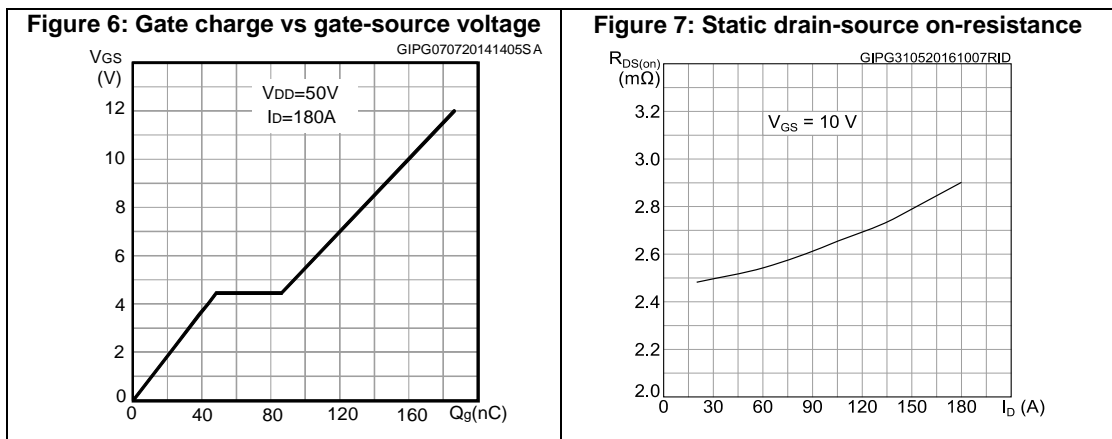 Figure 6: Gate charge vs gate-source voltage
GIPG070720141405SA
VGS
(V)
VDD=50V
ID=180A
12
10
8
6
4
2
0
0 40 80 120 160 Qg(nC)
Figure 7: Static drain-source on-resistance
GIPG310520161007RID
RDS(on)
(mΩ)
VGS = 10 V
3.2
3.0
2.8
2.6
2.4
2.2
2.0
0 30 60 90 120 150 180 ID (A)